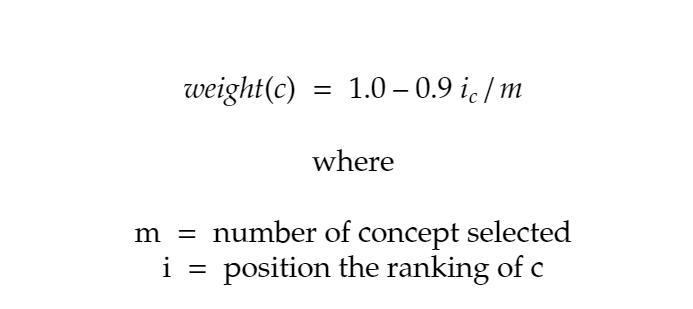 weight(c) = 1.0 – 0.9 i_c / m
where
m = number of concept selected
i = position the ranking of c